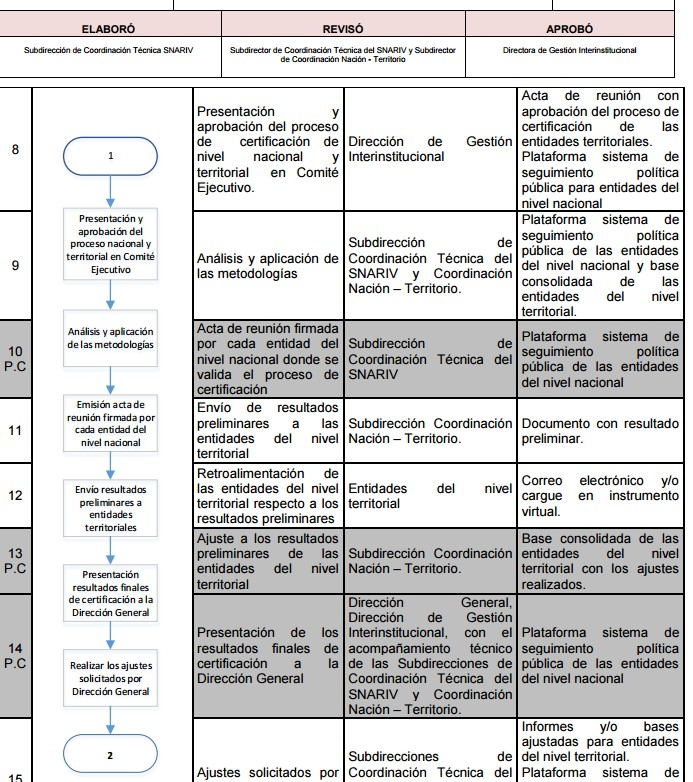 ELABORÓ
REVISÓ
APROBÓ
Subdirección de Coordinación Técnica SNARIV
Subdirector de Coordinación Técnica del SNARIV y Subdirector
de Coordinación Nación - Territorio
Directora de Gestión Interinstitucional
8
1
Presentación y
aprobación del proceso
de certificación de
nivel nacional y
territorial en Comité
Ejecutivo.
Dirección de Gestión
Interinstitucional
Acta de reunión con
aprobación del proceso de
certificación de las
entidades territoriales.
Plataforma sistema de
seguimiento política
pública para entidades del
nivel nacional
9
Presentación y
aprobación del
proceso nacional y
territorial en Comité
Ejecutivo
Análisis y aplicación de
las metodologías
Subdirección de
Coordinación Técnica del
SNARIV y Coordinación
Nación – Territorio.
Plataforma sistema de
seguimiento política
pública de las entidades
del nivel nacional y base
consolidada de las
entidades del nivel
territorial.
10
P.C
Análisis y aplicación
de las metodologías
Acta de reunión firmada
por cada entidad del
nivel nacional donde se
valida el proceso de
certificación
Subdirección de
Coordinación Técnica del
SNARIV
Plataforma sistema de
seguimiento política
pública de las entidades
del nivel nacional
11
Emisión acta de
reunión firmada por
cada entidad del
nivel nacional
Envío de resultados
preliminares a las
entidades del nivel
territorial
Subdirección Coordinación
Nación – Territorio.
Documento con resultado
preliminar.
12
Envío resultados
preliminares a
entidades
territoriales
Retroalimentación de
las entidades del nivel
territorial respecto a los
resultados preliminares
Entidades del nivel
territorial
Correo electrónico y/o
cargue en instrumento
virtual.
13
P.C
Presentación
resultados finales
de certificación a la
Dirección General
Ajuste a los resultados
preliminares de las
entidades del nivel
territorial
Subdirección Coordinación
Nación – Territorio.
Base consolidada de las
entidades del nivel
territorial con los ajustes
realizados.
14
P.C
Realizar los ajustes
solicitados por
Dirección General
Presentación de los
resultados finales de
certificación a la
Dirección General
Dirección General,
Dirección de Gestión
Interinstitucional, con el
acompañamiento técnico
de las Subdirecciones de
Coordinación Técnica del
SNARIV y Coordinación
Nación – Territorio.
Plataforma sistema de
seguimiento política
pública de las entidades
del nivel nacional
15
2
Ajustes solicitados por
Subdirecciones de
Coordinación Técnica del
Informes y/o bases
ajustadas para entidades
del nivel territorial.
Plataforma sistema de